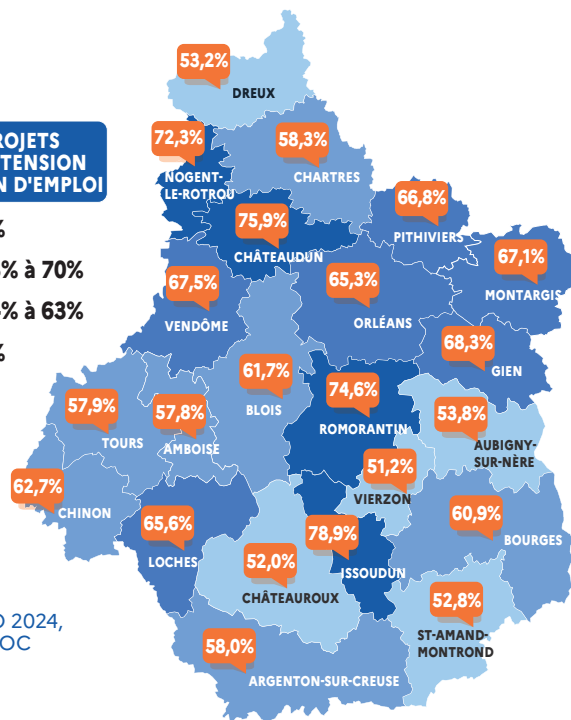 53,2%
DREUX
ROJETS
TENSION
N D'EMPLOI
72,3%
NOGENT-
LE-ROTROU
58,3%
CHARTRES
%
% à 70%
% à 63%
%
75,9%
CHÂTEAUDUN
66,8%
PITHIVIERS
67,1%
MONTARGIS
67,5%
VENDÔME
65,3%
ORLÉANS
68,3%
GIEN
61,7%
BLOIS
74,6%
ROMORANTIN
57,9%
TOURS
57,8%
AMBOISE
53,8%
AUBIGNY-
SUR-NÈRE
51,2%
VIERZON
62,7%
CHINON
65,6%
LOCHES
52,0%
CHÂTEAUROUX
78,9%
ISSOUDUN
60,9%
BOURGES
52,8%
ST-AMAND-
MONTROND
58,0%
ARGENTON-SUR-CREUSE
2024,
OC